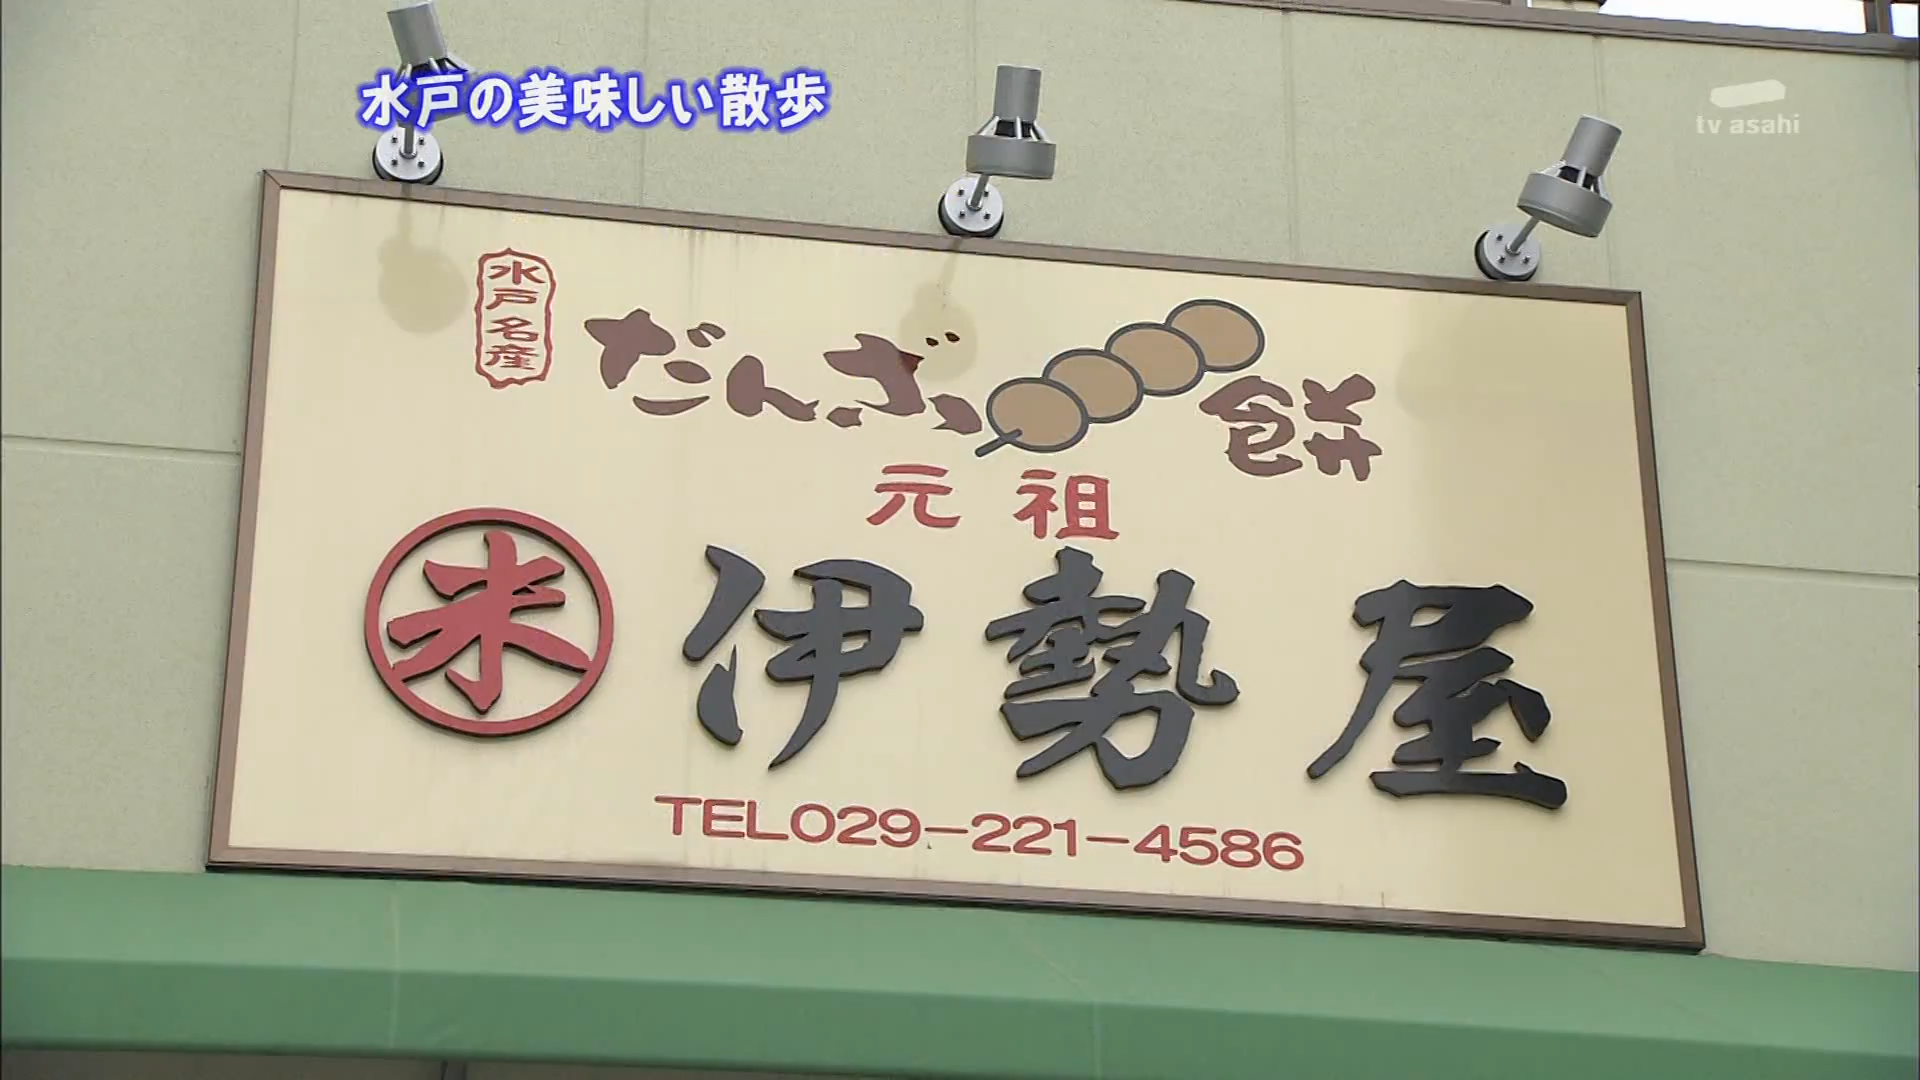 水戸の美味しい散歩
tv asahi
水戸名産
だんご餅
元祖
米 伊勢屋
TEL029-221-4586